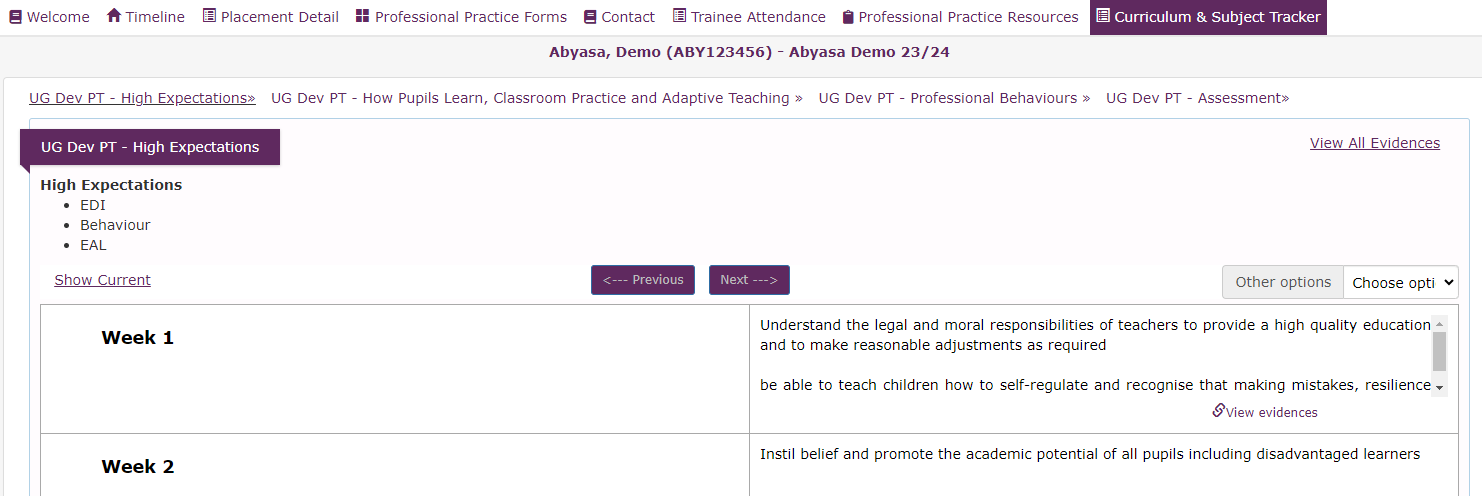 Welcome Timeline Placement Detail Professional Practice Forms Contact Trainee Attendance Professional Practice Resources Curriculum & Subject Tracker
Abyasa, Demo (ABY123456) - Abyasa Demo 23/24
UG Dev PT - High Expectations» UG Dev PT - How Pupils Learn, Classroom Practice and Adaptive Teaching » UG Dev PT - Professional Behaviours » UG Dev PT - Assessment»
UG Dev PT - High Expectations
View All Evidences
High Expectations
• EDI
• Behaviour
• EAL
Show Current <--- Previous Next ---> Other options Choose opti
Week 1
Understand the legal and moral responsibilities of teachers to provide a high quality education
and to make reasonable adjustments as required
be able to teach children how to self-regulate and recognise that making mistakes, resilience
View evidences
Week 2
Instil belief and promote the academic potential of all pupils including disadvantaged learners